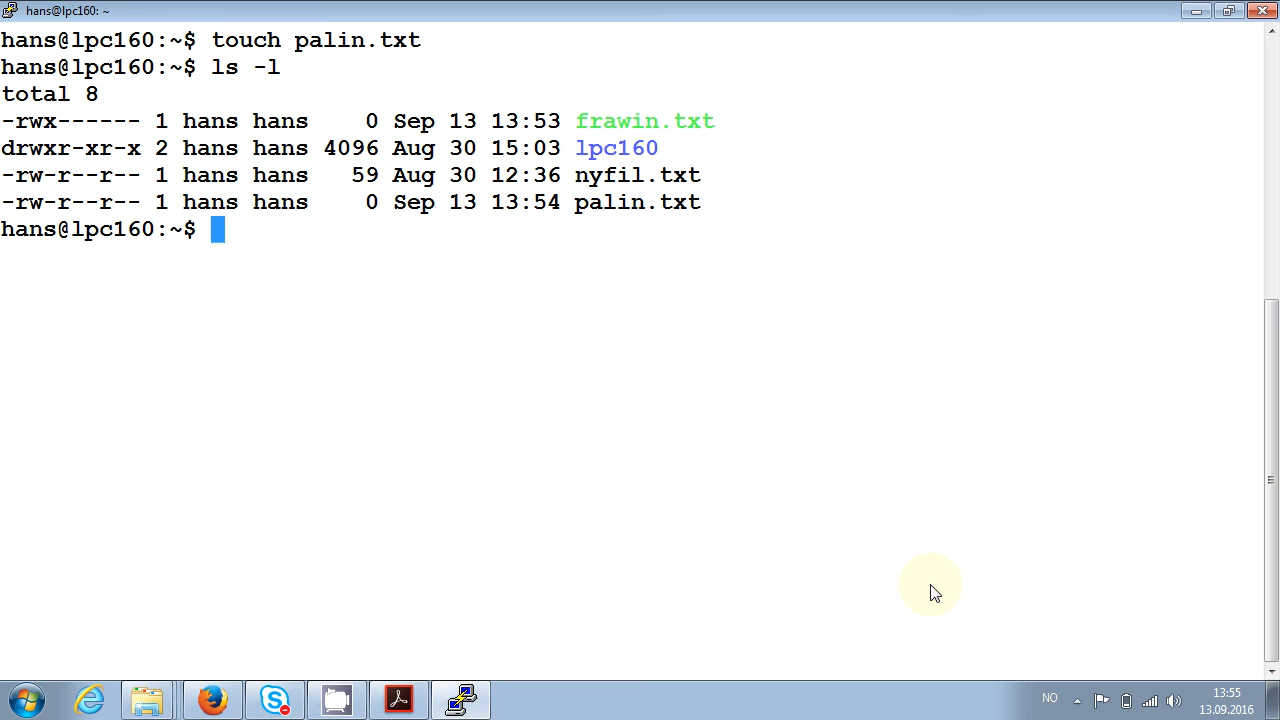 hans@lpc160: ~
hans@lpc160:~$ touch palin.txt
hans@lpc160:~$ ls -l
total 8
-rwx------ 1 hans hans    0 Sep 13 13:53 frawin.txt
drwxr-xr-x 2 hans hans 4096 Aug 30 15:03 lpc160
-rw-r--r-- 1 hans hans   59 Aug 30 12:36 nyfil.txt
-rw-r--r-- 1 hans hans    0 Sep 13 13:54 palin.txt
hans@lpc160:~$
NO
13:55
13.09.2016